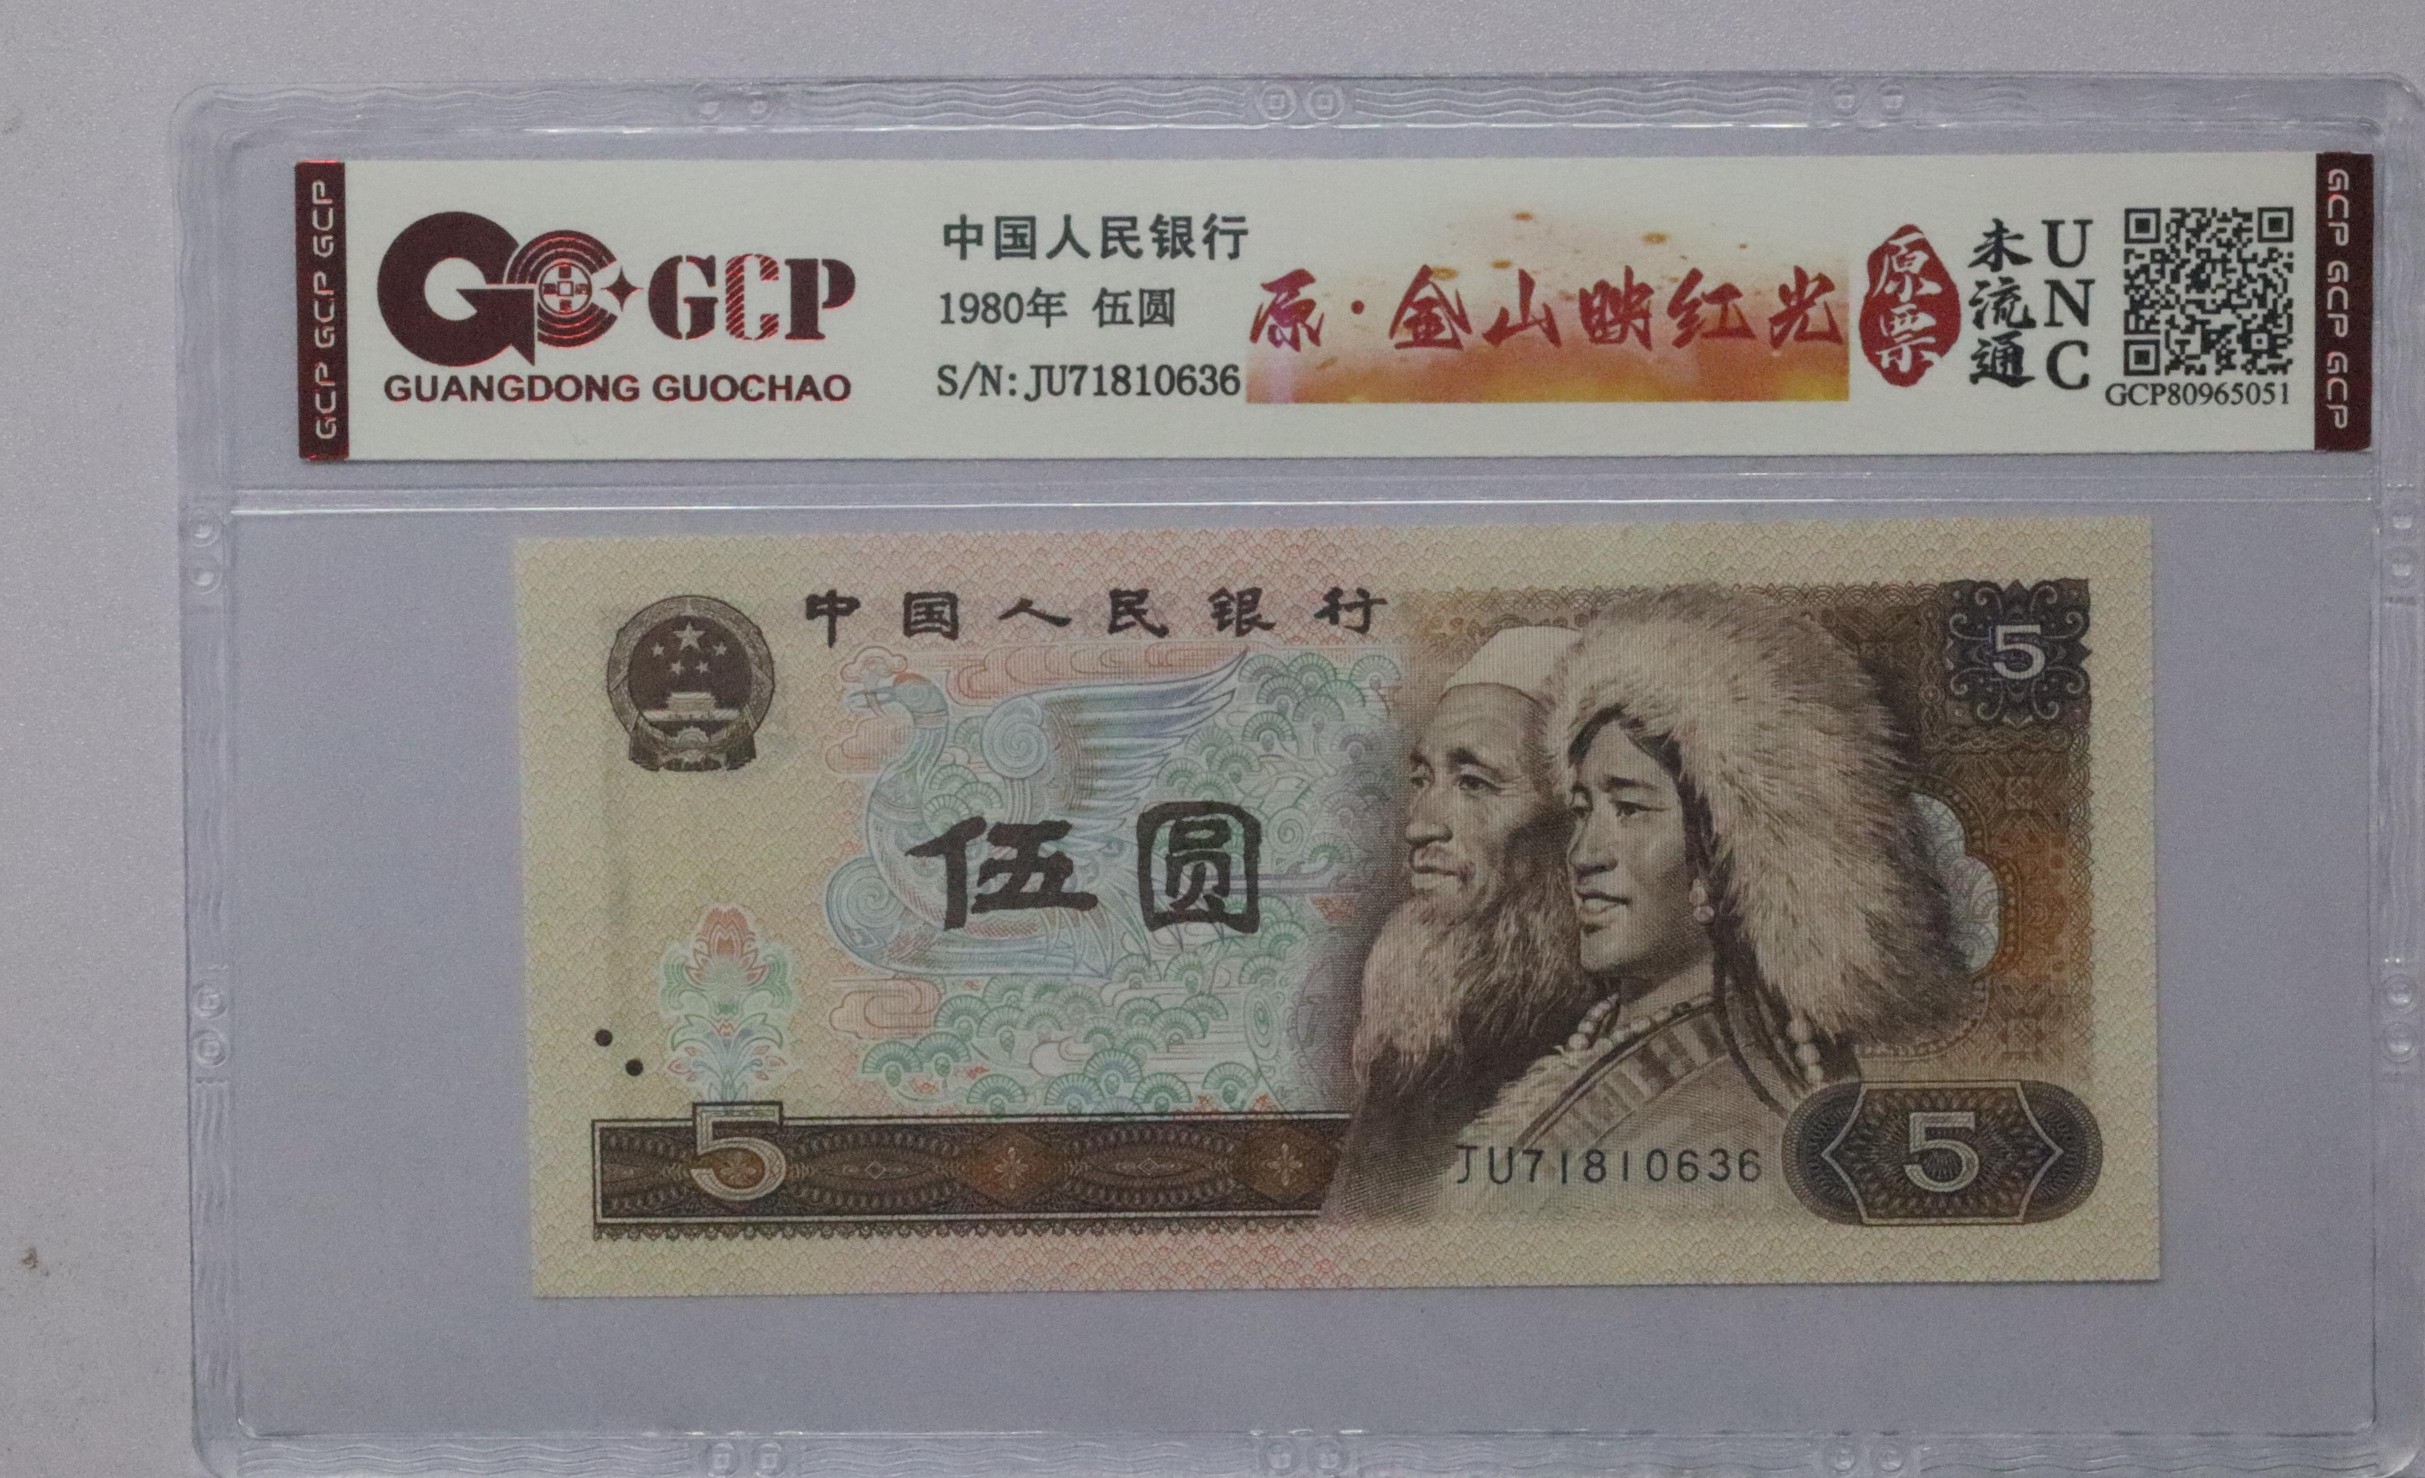 GCP GCP GCP
GCP
GUANGDONG GUOCHAO
中国人民银行
1980年 伍圆
S/N: JU71810636
原·金山映红光
原票
未流通
UNC
GCP80965051
GCP GCP GCP
中国人民银行
5
伍圆
5
JU71810636
5